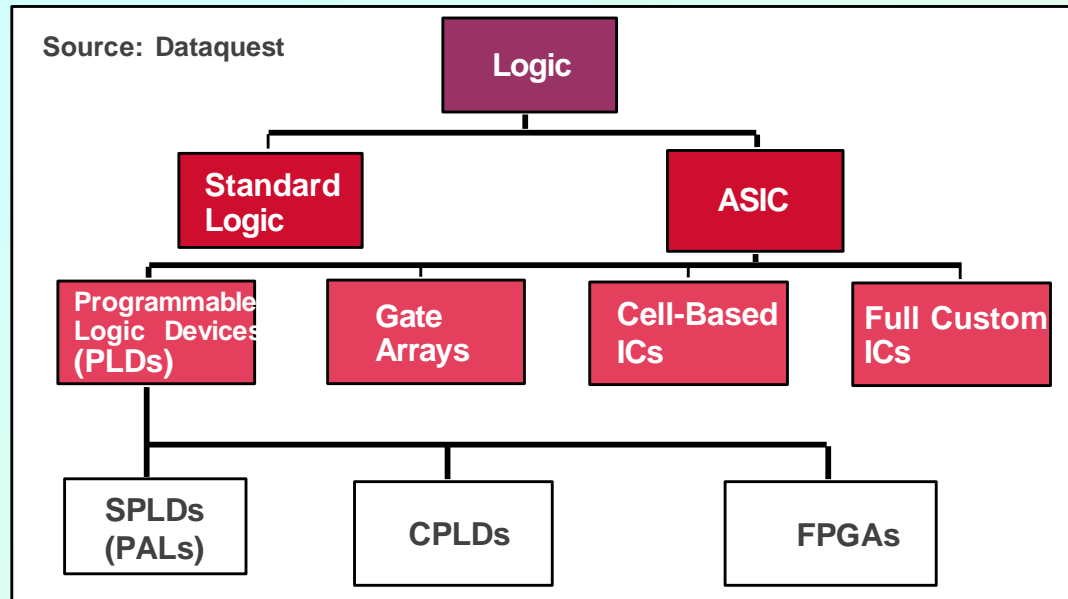 Source: Dataquest
Logic
Standard
Logic
ASIC
Programmable
Logic Devices
(PLDs)
Gate
Arrays
Cell-Based
ICs
Full Custom
ICs
SPLDs
(PALs)
CPLDs
FPGAs